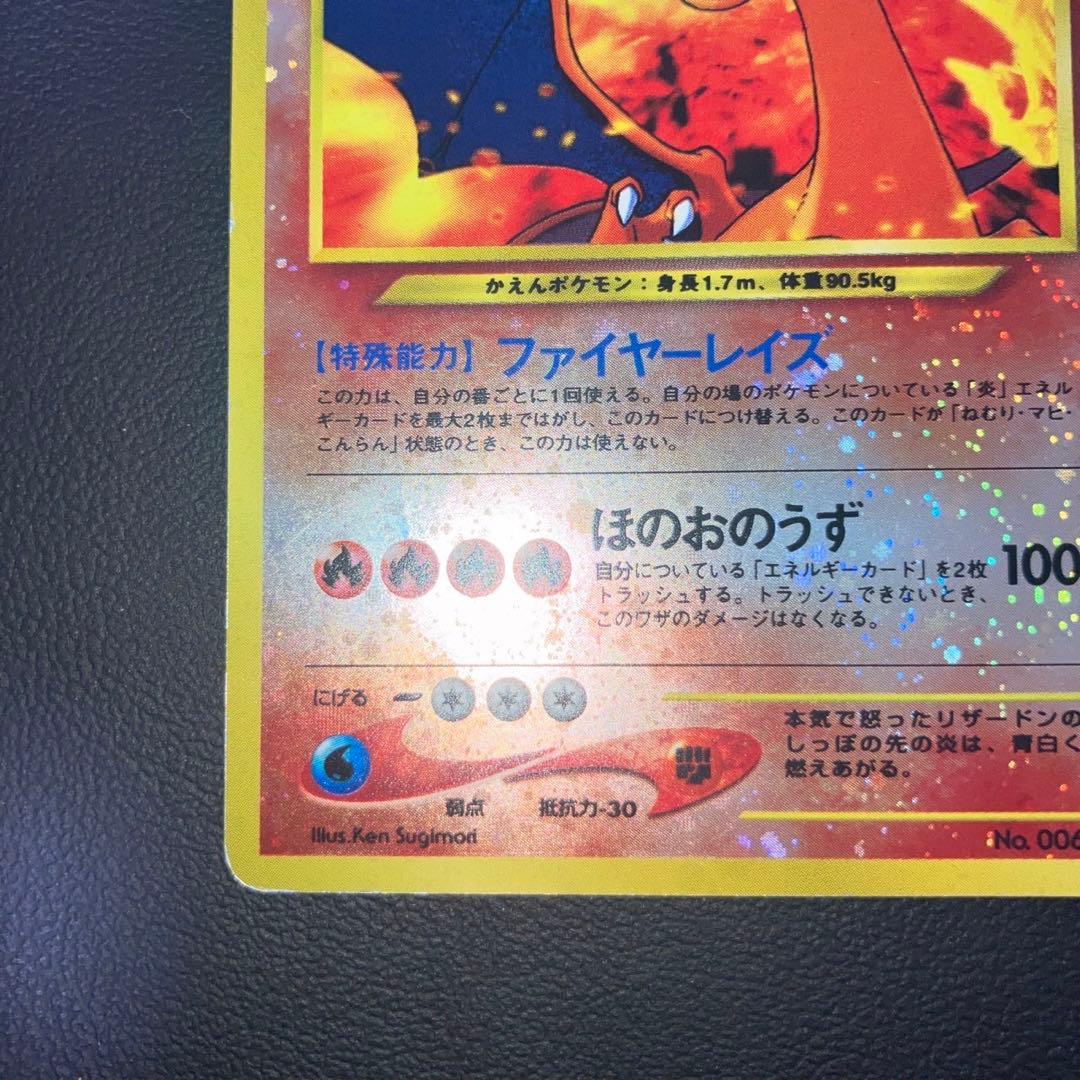 かえんポケモン：身長1.7m、体重90.5kg
【特殊能力】 ファイヤーレイズ
この力は、自分の番ごとに1回使える。自分の場のポケモンについている「炎」エネル
ギーカードを最大2枚まではがし、このカードにつけ替える。このカードが「ねむり・マヒ・
こんらん」状態のとき、この力は使えない。
ほのおのうず
100
自分についている「エネルギーカード」を2枚
トラッシュする。トラッシュできないとき、
このワザのダメージはなくなる。
にげる
本気で怒ったリザードンの
しっぽの先の炎は、青白く
燃えあがる。
弱点 抵抗力-30
Illus.Ken Sugimori
No. 006